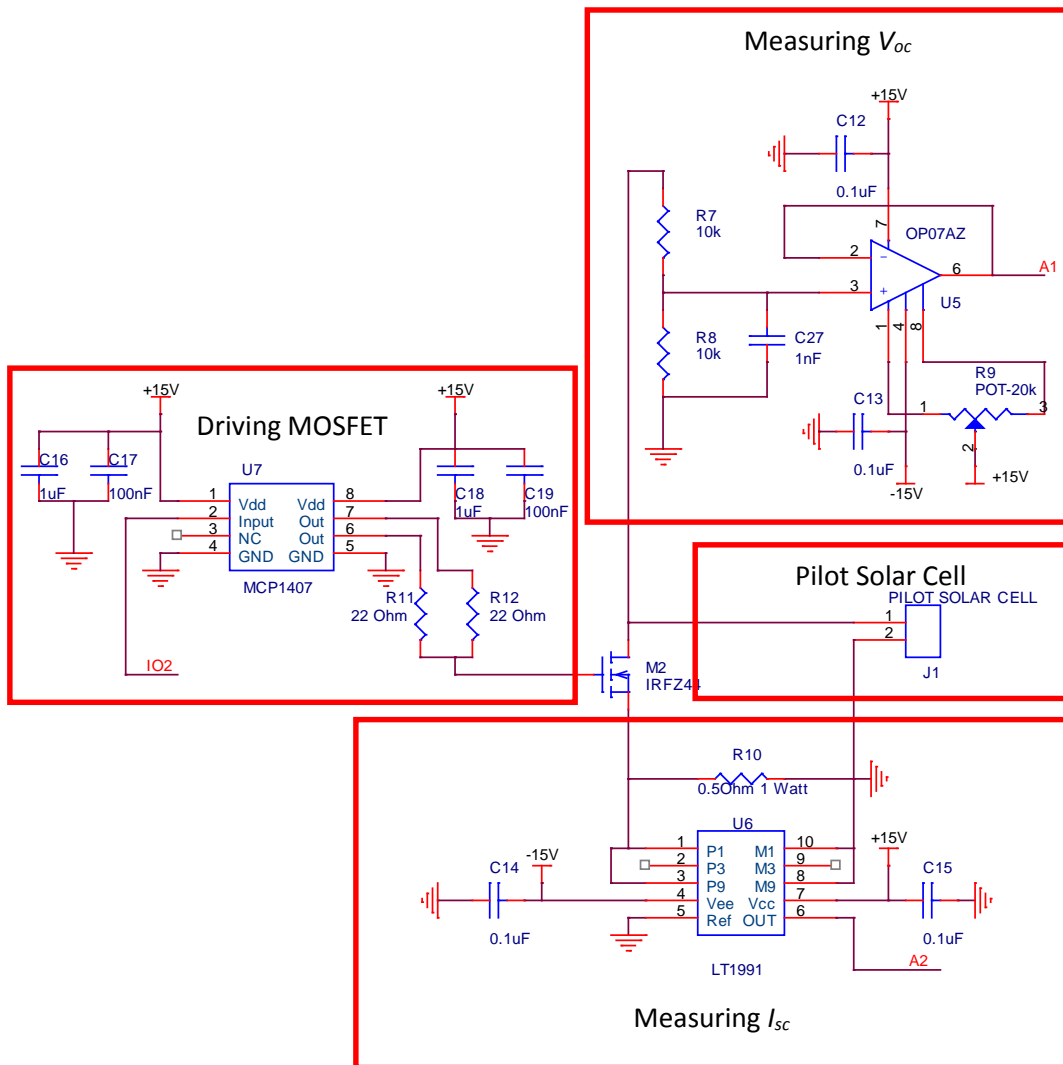 Measuring Voc
+15V
C12
0.1uF
R7
10k
7
OP07AZ
2
6
A1
3
U5
R8
10k
C27
1nF
1
4
8
R9
POT-20k
1
3
C13
0.1uF
2
-15V
+15V
Driving MOSFET
+15V
+15V
C16
1uF
C17
100nF
U7
C18
1uF
C19
100nF
1 Vdd Vdd 8
2 Input Out 7
3 NC Out 6
4 GND GND 5
MCP1407
R11
22 Ohm
R12
22 Ohm
IO2
M2
IRFZ44
Pilot Solar Cell
PILOT SOLAR CELL
1
2
J1
R10
0.5Ohm 1 Watt
U6
-15V
+15V
C14
0.1uF
C15
0.1uF
1 P1 M1 10
2 P3 M3 9
3 P9 M9 8
4 Vee Vcc 7
5 Ref OUT 6
LT1991
A2
Measuring Isc